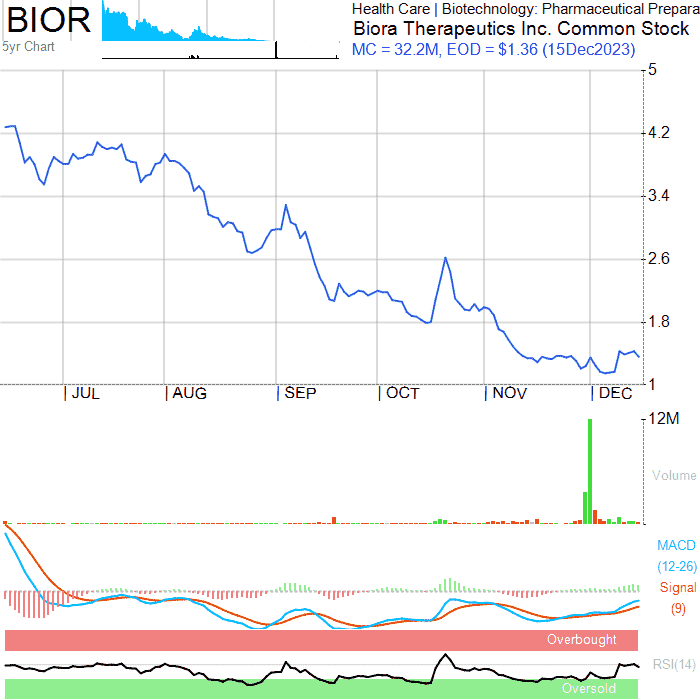 BIOR
5yr Chart
Health Care | Biotechnology: Pharmaceutical Prepara
Biora Therapeutics Inc. Common Stock
MC = 32.2M, EOD = $1.36 (15Dec2023)
5
4.2
3.4
2.6
1.8
1
JUL AUG SEP OCT NOV DEC
12M
Volume
MACD
(12-26)
Signal
(9)
Overbought
RSI(14)
Oversold